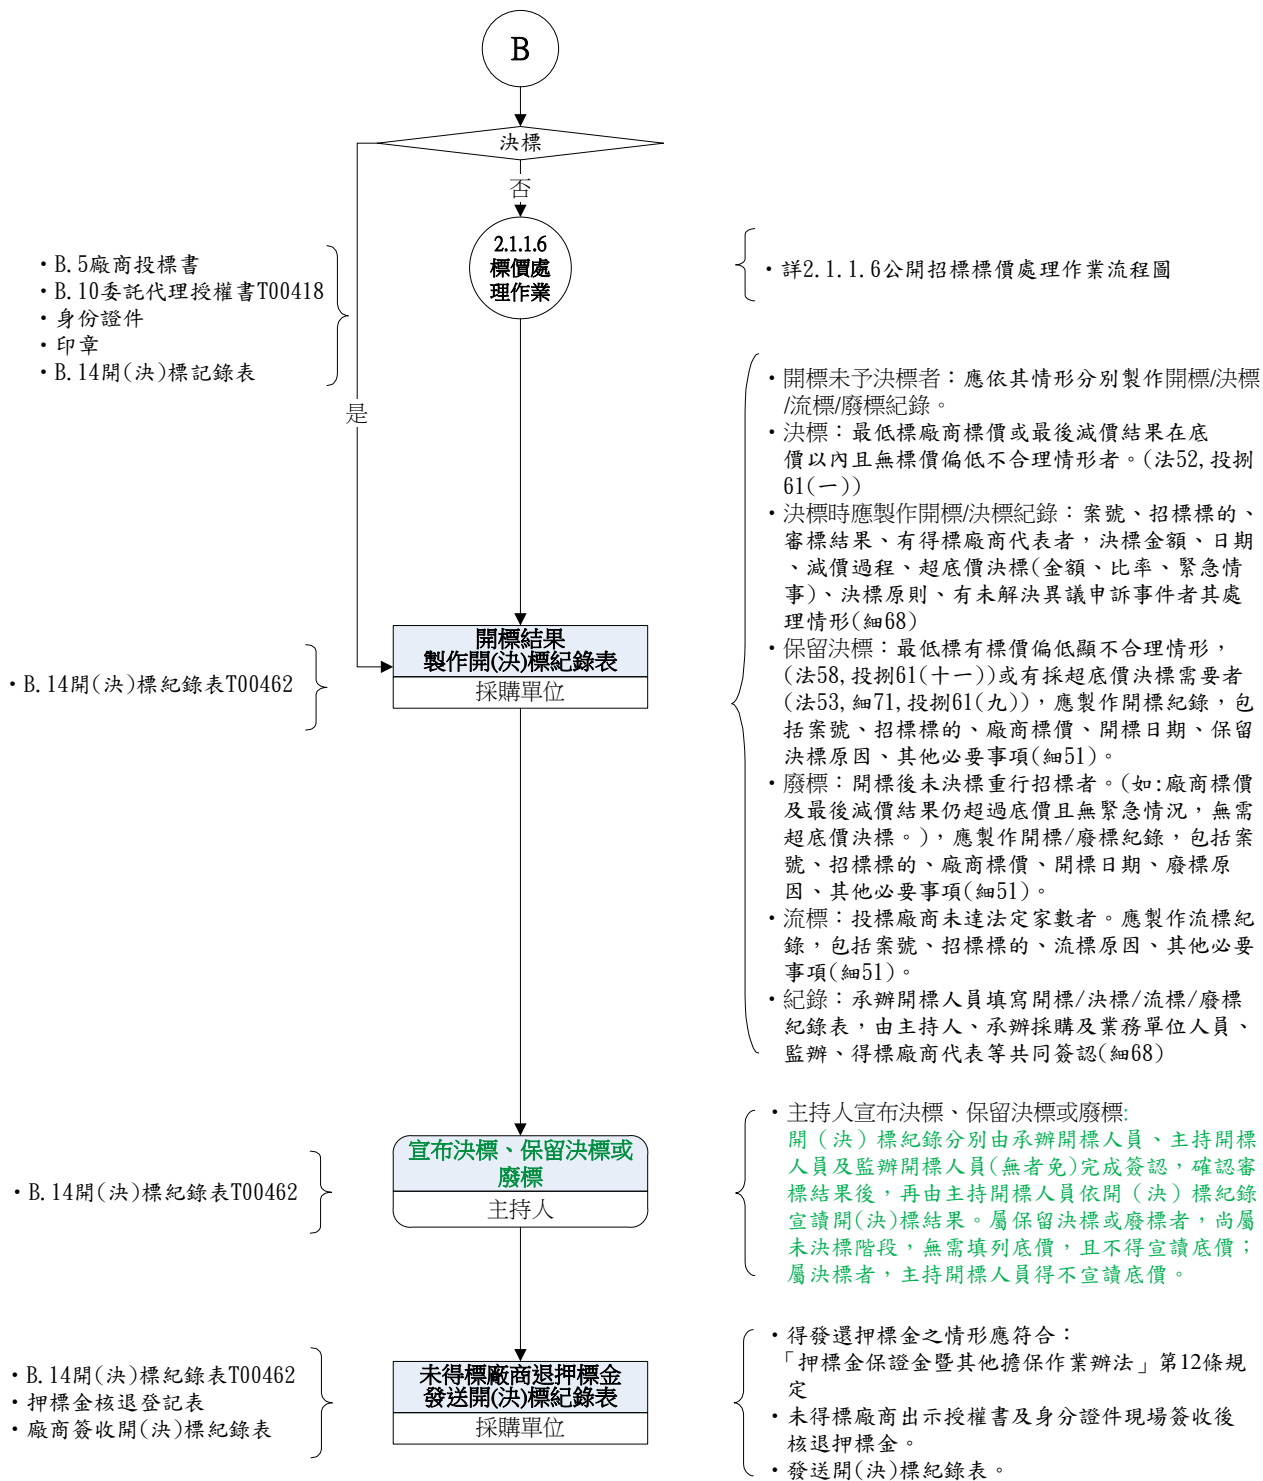 B
決標
否
2.1.1.6
標價處
理作業
・詳2.1.1.6公開招標標價處理作業流程圖
・B.5廠商投標書
・B.10委託代理授權書T00418
・身份證件
・印章
・B.14開(決)標記錄表
是
・開標未予決標者：應依其情形分別製作開標/決標
/流標/廢標紀錄。
・決標：最低標廠商標價或最後減價結果在底
價以內且無標價偏低不合理情形者。(法52,投捌
61(一))
・決標時應製作開標/決標紀錄：案號、招標標的、
審標結果、有得標廠商代表者，決標金額、日期
、減價過程、超底價決標(金額、比率、緊急情
事)、決標原則、有未解決異議申訴事件者其處
理情形(細68)
・保留決標：最低標有標價偏低顯不合理情形，
(法58,投捌61(十一))或有採超底價決標需要者
(法53,細71,投捌61(九))，應製作開標紀錄，包
括案號、招標標的、廠商標價、開標日期、保留
決標原因、其他必要事項(細51)。
・廢標：開標後未決標重行招標者。(如:廠商標價
及最後減價結果仍超過底價且無緊急情況，無需
超底價決標。)，應製作開標/廢標紀錄，包括案
號、招標標的、廠商標價、開標日期、廢標原
因、其他必要事項(細51)。
・流標：投標廠商未達法定家數者。應製作流標紀
錄，包括案號、招標標的、流標原因、其他必要
事項(細51)。
・紀錄：承辦開標人員填寫開標/決標/流標/廢標
紀錄表，由主持人、承辦採購及業務單位人員、
監辦、得標廠商代表等共同簽認(細68)
開標結果
製作開(決)標紀錄表
採購單位
・B.14開(決)標紀錄表T00462
宣布決標、保留決標或
廢標
主持人
・B.14開(決)標紀錄表T00462
・主持人宣布決標、保留決標或廢標:
開（決）標紀錄分別由承辦開標人員、主持開標
人員及監辦開標人員(無者免)完成簽認，確認審
標結果後，再由主持開標人員依開（決）標紀錄
宣讀開(決)標結果。屬保留決標或廢標者，尚屬
未決標階段，無需填列底價，且不得宣讀底價；
屬決標者，主持開標人員得不宣讀底價。
未得標廠商退押標金
發送開(決)標紀錄表
採購單位
・B.14開(決)標紀錄表T00462
・押標金核退登記表
・廠商簽收開(決)標紀錄表
・得發還押標金之情形應符合：
「押標金保證金暨其他擔保作業辦法」第12條規
定
・未得標廠商出示授權書及身分證件現場簽收後
核退押標金。
・發送開(決)標紀錄表。